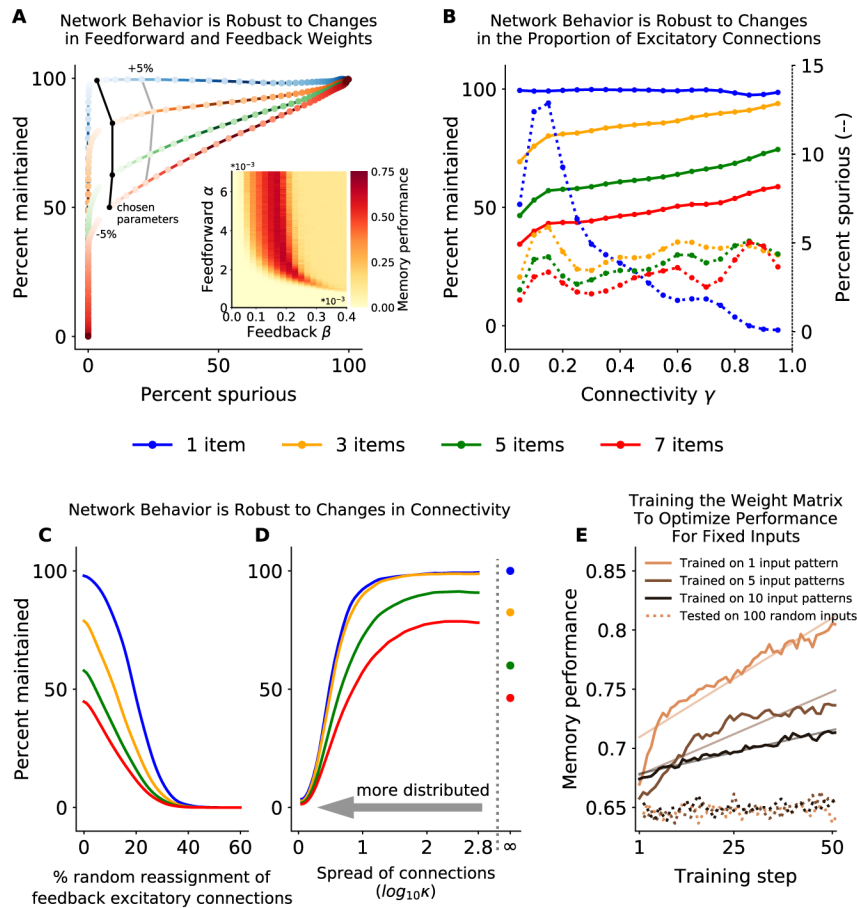 A
Network Behavior is Robust to Changes
in Feedforward and Feedback Weights
100
50
0
Percent maintained
+5%
-5%
chosen
parameters
*10⁻³
6
4
2
0
Feedforward α
0.0 0.1 0.2 0.3 0.4
*10⁻³
Feedback β
0.75
0.50
0.25
0.00
Memory performance
0 50 100
Percent spurious
B
Network Behavior is Robust to Changes
in the Proportion of Excitatory Connections
100
50
0
Percent maintained
15
10
5
0
Percent spurious (--)
0.0 0.2 0.4 0.6 0.8 1.0
Connectivity γ
1 item
3 items
5 items
7 items
Network Behavior is Robust to Changes in Connectivity
C
100
50
0
Percent maintained
0 20 40 60
% random reassignment of
feedback excitatory connections
D
100
50
0
more distributed
0 1 2 2.8 ∞
Spread of connections
(log₁₀κ)
Training the Weight Matrix
To Optimize Performance
For Fixed Inputs
E
0.85
0.8
0.75
0.7
0.65
Memory performance
Trained on 1 input pattern
Trained on 5 input patterns
Trained on 10 input patterns
Tested on 100 random inputs
1 25 50
Training step